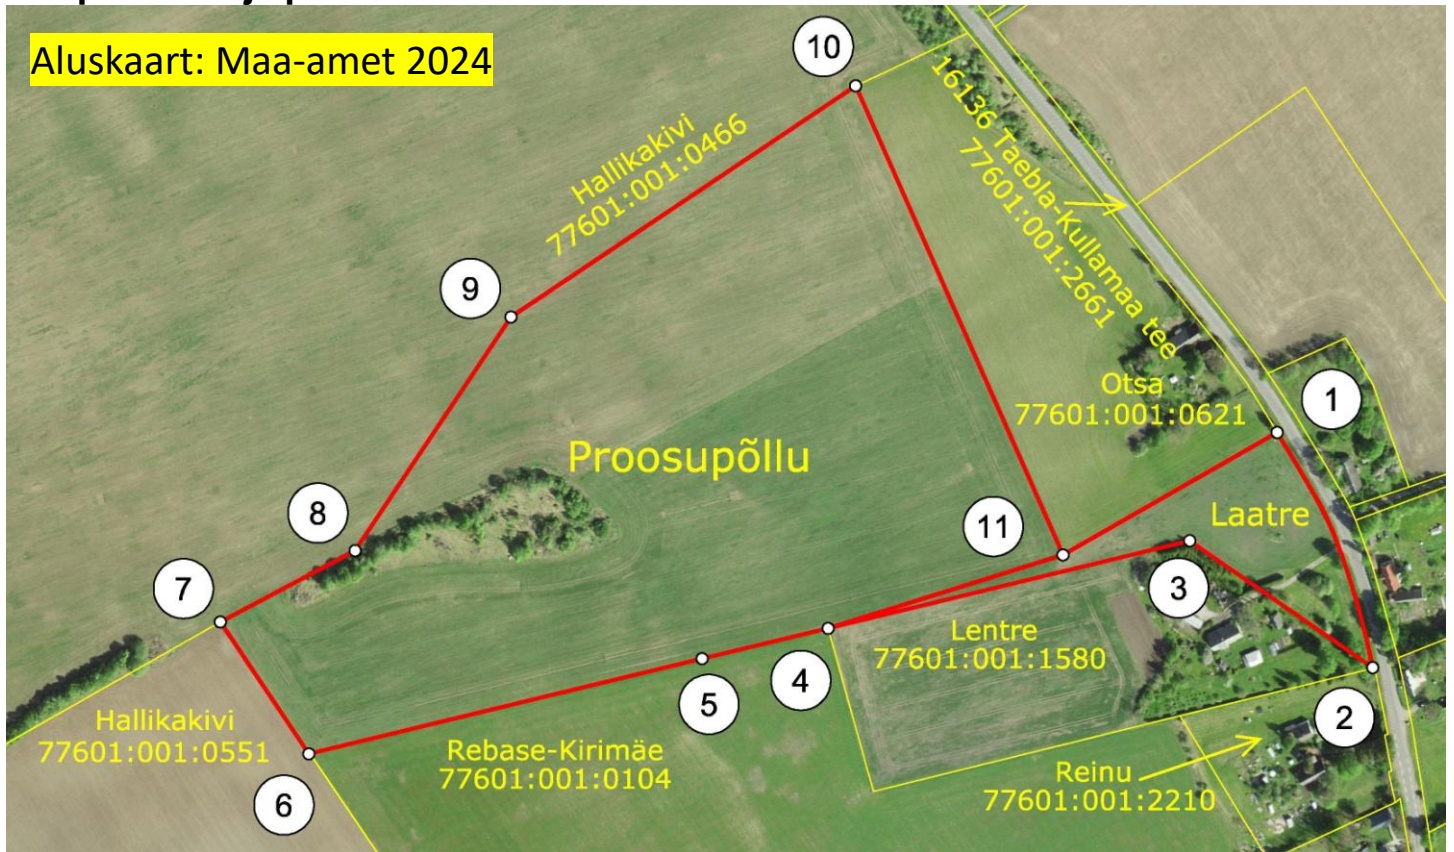 Aluskaart: Maa-amet 2024
10
Hallikakivi
77601:001:0466
16136 Taebla-Kullamaa tee
77601:001:2661
9
Otsa
77601:001:0621
1
Proosupõllu
8
11
Laatre
7
3
Lentre
77601:001:1580
4
5
2
Hallikakivi
77601:001:0551
Rebase-Kirimäe
77601:001:0104
Reinu
77601:001:2210
6